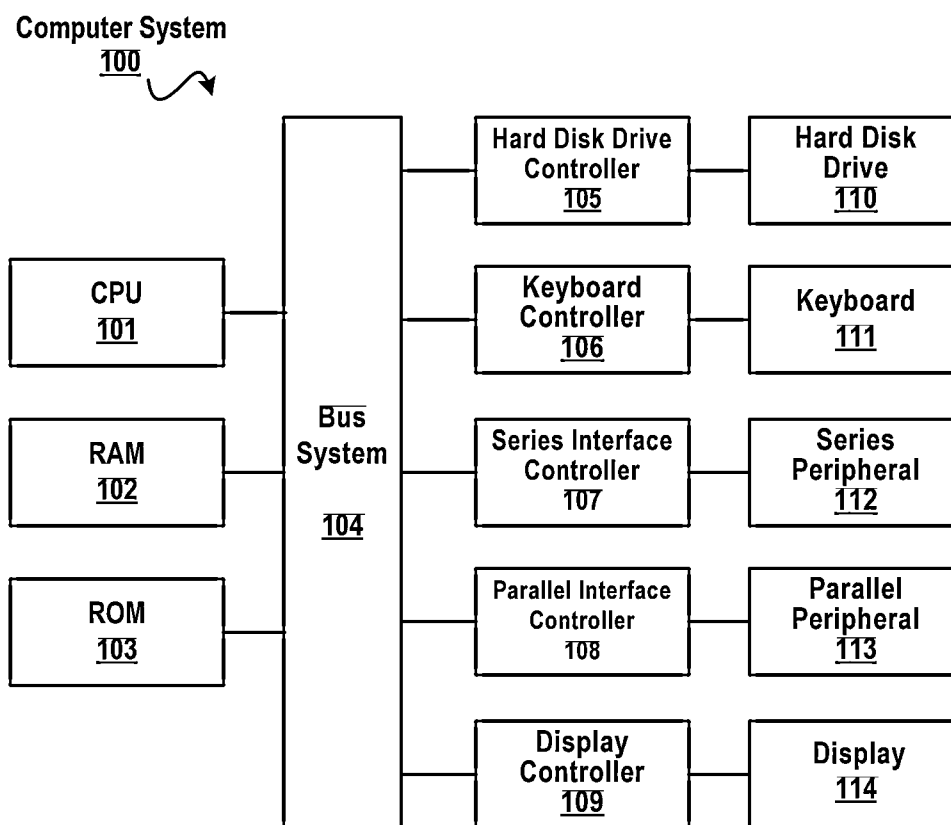 Computer System
100
CPU
101
RAM
102
ROM
103
Bus
System
104
Hard Disk Drive
Controller
105
Hard Disk
Drive
110
Keyboard
Controller
106
Keyboard
111
Series Interface
Controller
107
Series
Peripheral
112
Parallel Interface
Controller
108
Parallel
Peripheral
113
Display
Controller
109
Display
114